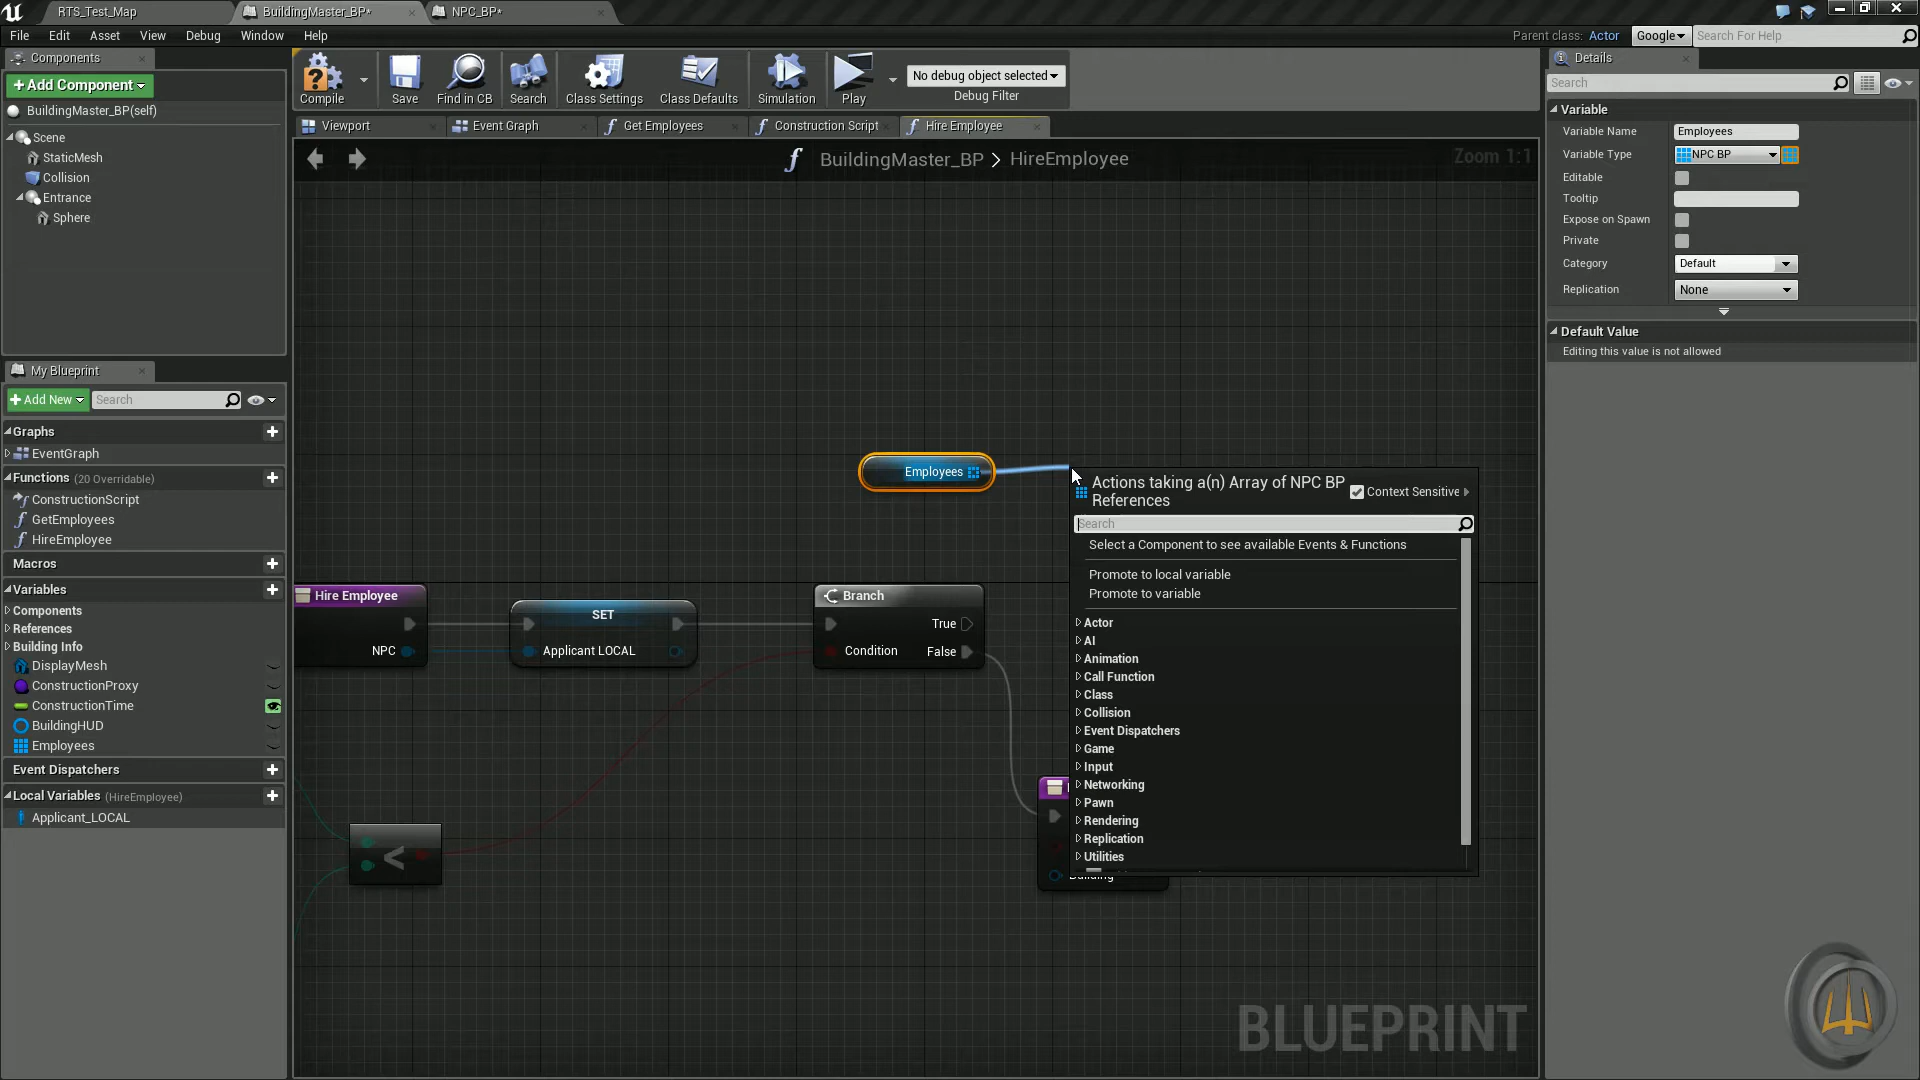 RTS_Test_Map
BuildingMaster_BP*
NPC_BP*
File Edit Asset View Debug Window Help
Parent class: Actor
Google
Search For Help
Components
+Add Component
BuildingMaster_BP(self)
Scene
StaticMesh
Collision
Entrance
Sphere
My Blueprint
+Add New
Search
Graphs
EventGraph
Functions (20 Overridable)
ConstructionScript
GetEmployees
HireEmployee
Macros
Variables
Components
References
Building Info
DisplayMesh
ConstructionProxy
ConstructionTime
BuildingHUD
Employees
Event Dispatchers
Local Variables (HireEmployee)
Applicant_LOCAL
Compile
Save
Find in CB
Search
Class Settings
Class Defaults
Simulation
Play
No debug object selected
Debug Filter
Viewport
Event Graph
Get Employees
Construction Script
Hire Employee
BuildingMaster_BP > HireEmployee
Zoom 1:1
Employees
Hire Employee
NPC
SET
Applicant LOCAL
Branch
True
Condition
False
<
Actions taking a(n) Array of NPC BP
References
Context Sensitive
Search
Select a Component to see available Events & Functions
Promote to local variable
Promote to variable
Actor
AI
Animation
Call Function
Class
Collision
Event Dispatchers
Game
Input
Networking
Pawn
Rendering
Replication
Utilities
Building
BLUEPRINT
Details
Search
Variable
Variable Name Employees
Variable Type NPC BP
Editable
Tooltip
Expose on Spawn
Private
Category Default
Replication None
Default Value
Editing this value is not allowed